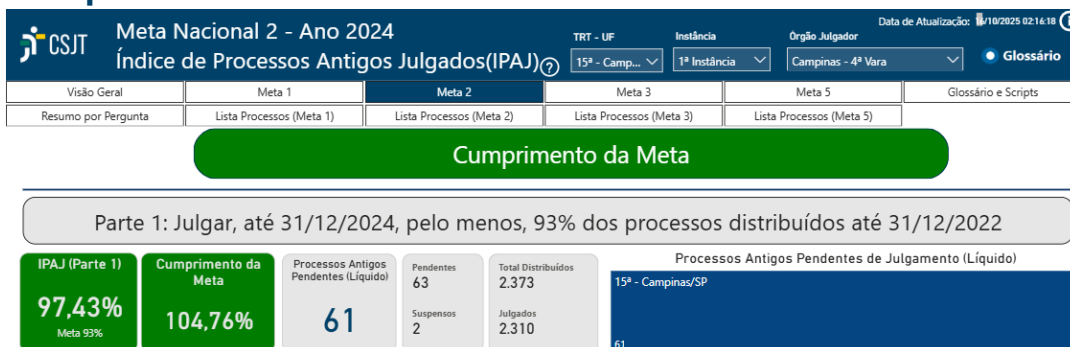 CSJT
Meta Nacional 2 - Ano 2024
Índice de Processos Antigos Julgados(IPAJ)
TRT - UF
15ª - Camp...
Instância
1ª Instância
Órgão Julgador
Campinas - 4ª Vara
Data de Atualização: /10/2025 02:16:18
Glossário
Visão Geral
Meta 1
Meta 2
Meta 3
Meta 5
Glossário e Scripts
Resumo por Pergunta
Lista Processos (Meta 1)
Lista Processos (Meta 2)
Lista Processos (Meta 3)
Lista Processos (Meta 5)
Cumprimento da Meta
Parte 1: Julgar, até 31/12/2024, pelo menos, 93% dos processos distribuídos até 31/12/2022
IPAJ (Parte 1)
97,43%
Meta 93%
Cumprimento da
Meta
104,76%
Processos Antigos
Pendentes (Líquido)
61
Pendentes
63
Suspensos
2
Total Distribuídos
2.373
Julgados
2.310
Processos Antigos Pendentes de Julgamento (Líquido)
15ª - Campinas/SP
61